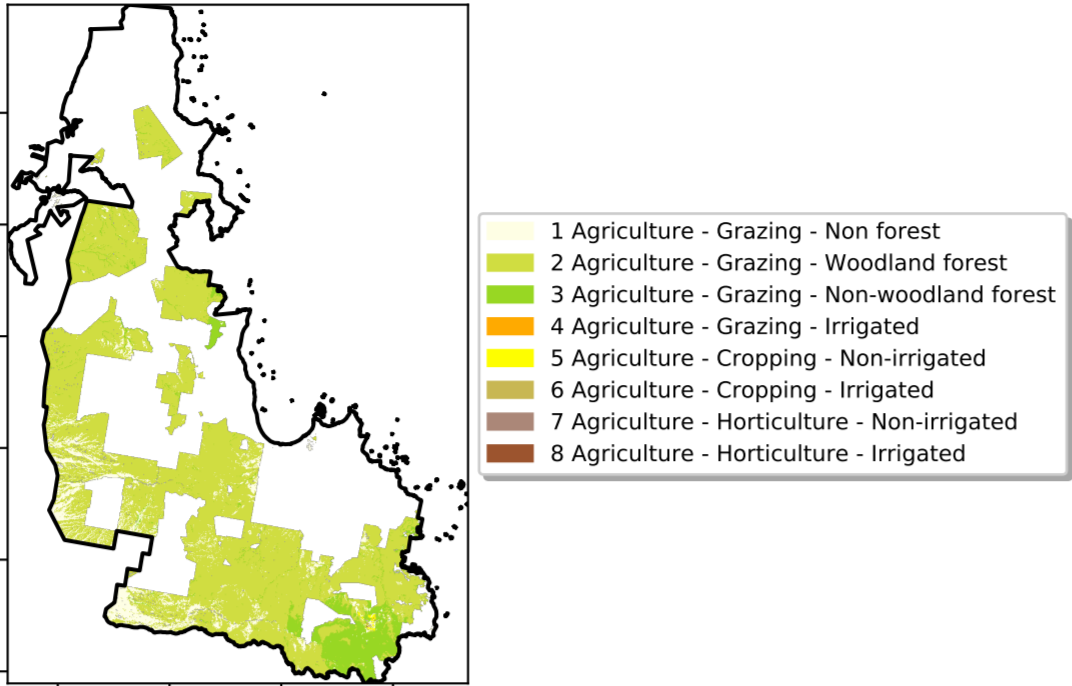 1 Agriculture - Grazing - Non forest
2 Agriculture - Grazing - Woodland forest
3 Agriculture - Grazing - Non-woodland forest
4 Agriculture - Grazing - Irrigated
5 Agriculture - Cropping - Non-irrigated
6 Agriculture - Cropping - Irrigated
7 Agriculture - Horticulture - Non-irrigated
8 Agriculture - Horticulture - Irrigated